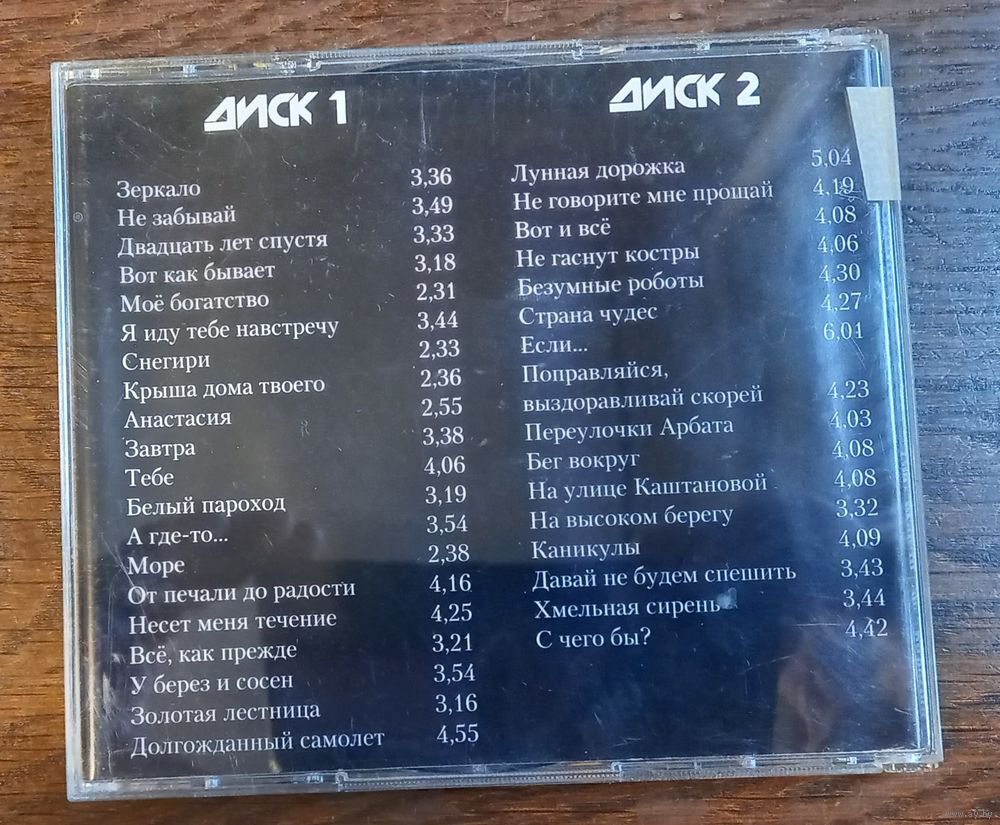 ДИСК 1
Зеркало 3,36
Не забывай 3,49
Двадцать лет спустя 3,33
Вот как бывает 3,18
Моё богатство 2,31
Я иду тебе навстречу 3,44
Снегири 2,33
Крыша дома твоего 2,36
Анастасия 2,55
Завтра 3,38
Тебе 4,06
Белый пароход 3,19
А где-то... 3,54
Море 2,38
От печали до радости 4,16
Несет меня течение 4,25
Всё, как прежде 3,21
У берез и сосен 3,54
Золотая лестница 3,16
Долгожданный самолет 4,55
ДИСК 2
Лунная дорожка 5,04
Не говорите мне прощай 4,19
Вот и всё 4,08
Не гаснут костры 4,06
Безумные роботы 4,30
Страна чудес 4,27
Если... 6,01
Поправляйся,
выздоравливай скорей 4,23
Переулочки Арбата 4,03
Бег вокруг 4,08
На улице Каштановой 4,08
На высоком берегу 3,32
Каникулы 4,09
Давай не будем спешить 3,43
Хмельная сирень 3,44
С чего бы? 4,42